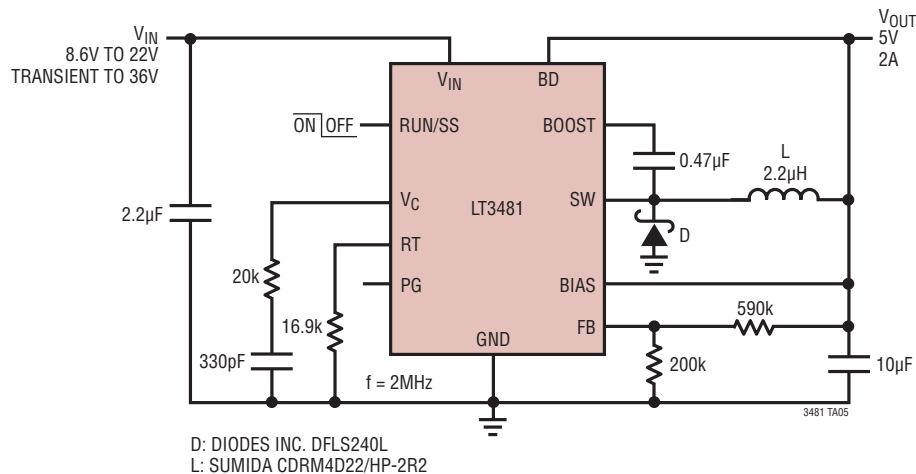 VIN
8.6V TO 22V
TRANSIENT TO 36V
VOUT
5V
2A
VIN
BD
ON OFF
RUN/SS
BOOST
0.47µF
L
2.2µH
2.2µF
VC
LT3481
SW
D
RT
20k
PG
BIAS
16.9k
590k
FB
GND
330pF
200k
10µF
f = 2MHz
3481 TA05
D: DIODES INC. DFLS240L
L: SUMIDA CDRM4D22/HP-2R2